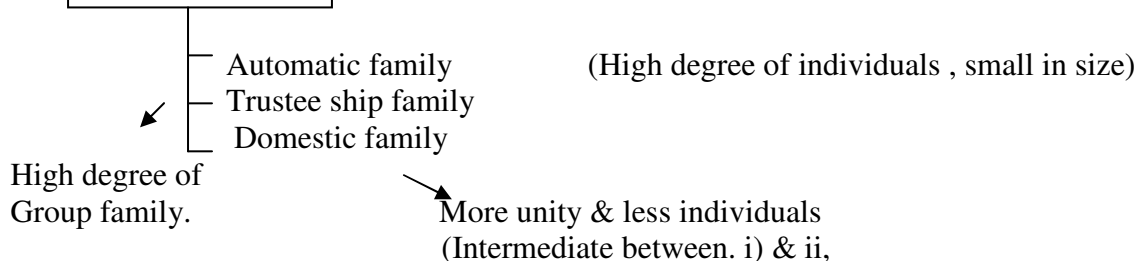 Automatic family (High degree of individuals , small in size)
Trustee ship family
Domestic family
High degree of
Group family.
More unity & less individuals
(Intermediate between. i) & ii,